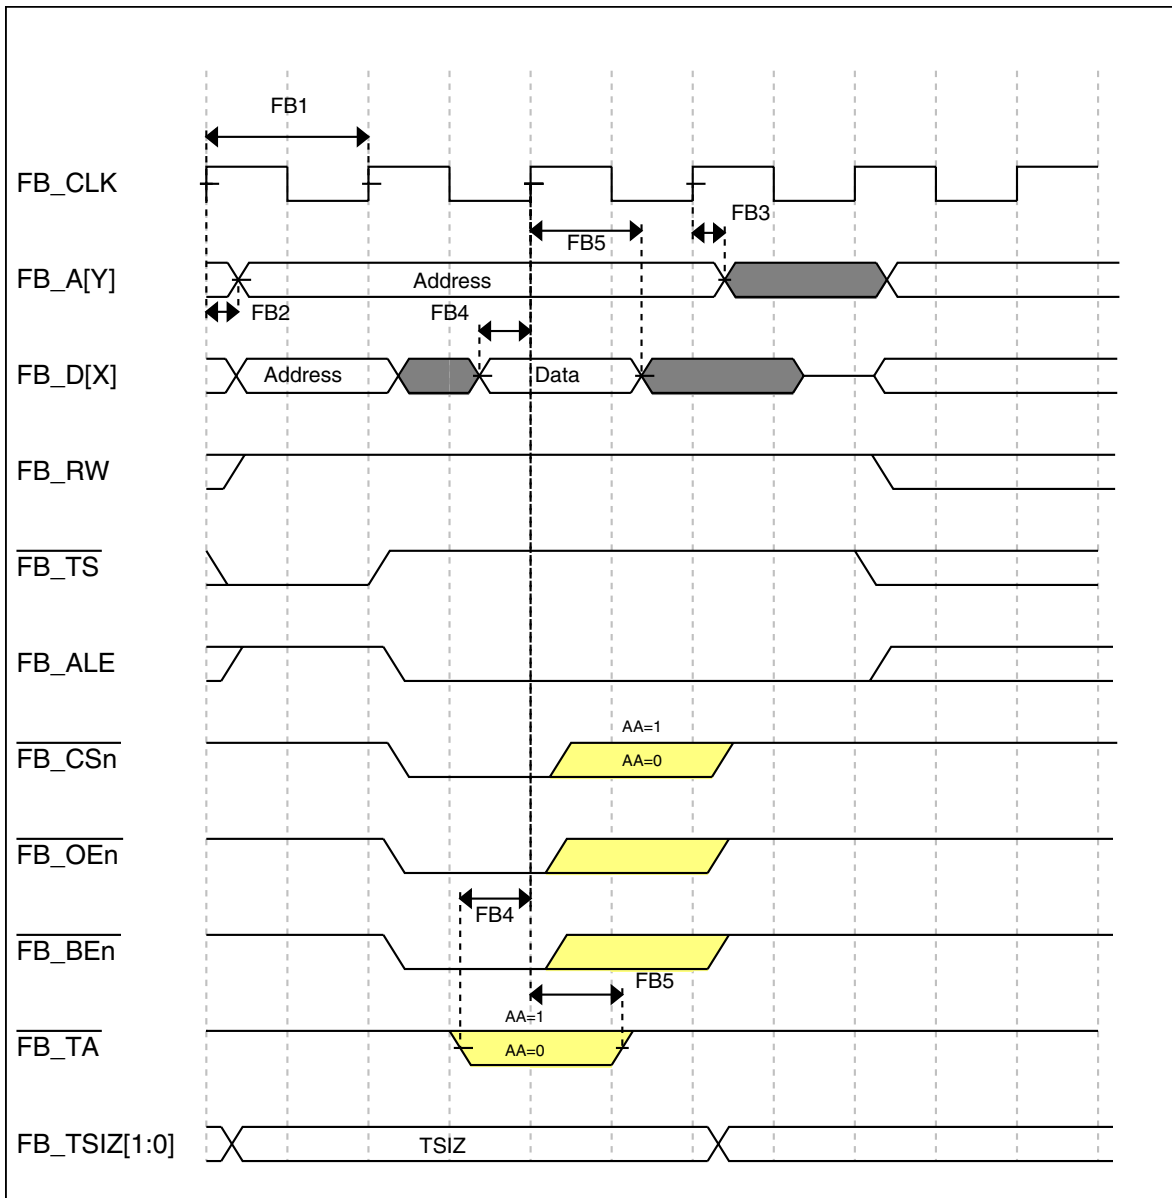 FB1
FB_CLK
FB3
FB5
FB_A[Y]
Address
FB2
FB4
FB_D[X]
Address
Data
FB_RW
FB_TS
FB_ALE
AA=1
FB_CSn
AA=0
FB_OEn
FB4
FB_BEn
FB5
AA=1
FB_TA
AA=0
FB_TSIZ[1:0]
TSIZ